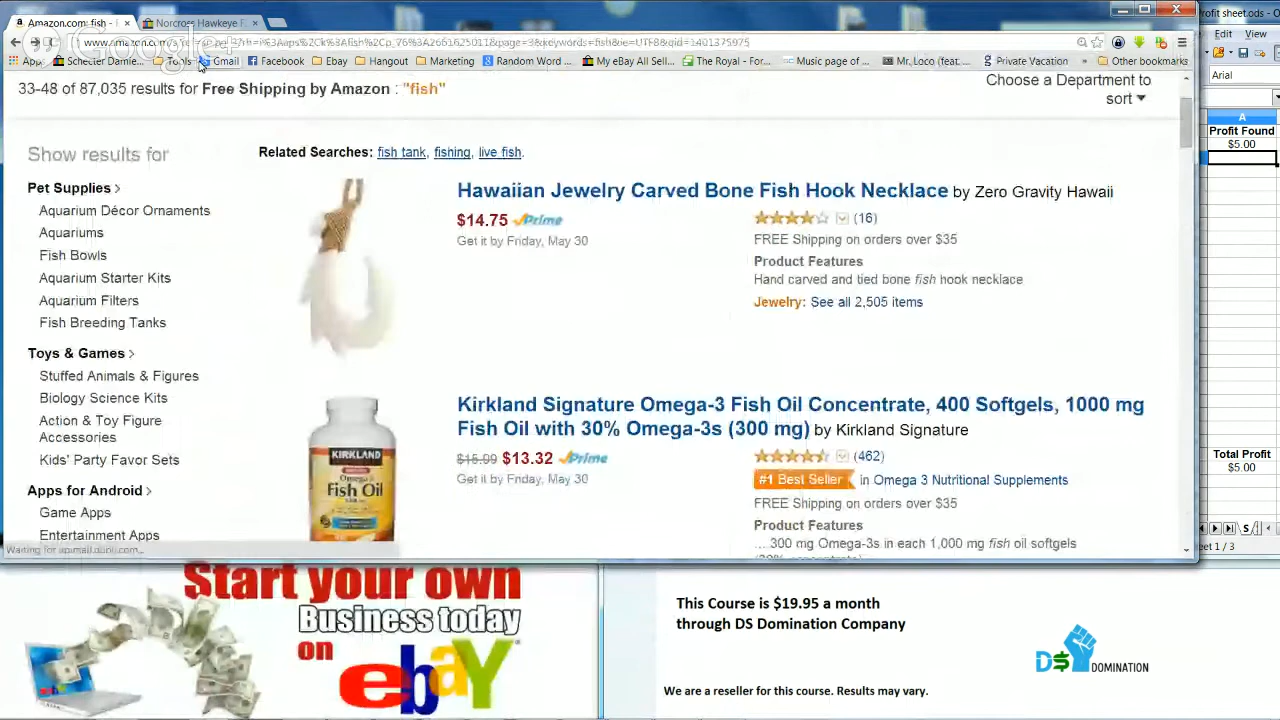 Amazon.com: fish -
Norcross Hawkeye F
Google+
Gmail
Facebook
Ebay
Hangout
Marketing
Random Word ...
My eBay All Sell...
The Royal - For...
Music page of ...
Mr. Loco (feat. ...
Private Vacation
Other bookmarks
Profit sheet.ods -
Edit View
Arial
A
Profit Found
$5.00
Total Profit
$5.00
eet 1 / 3
33-48 of 87,035 results for Free Shipping by Amazon : "fish"
Choose a Department to
sort
Show results for
Related Searches: fish tank, fishing, live fish.
Pet Supplies
Aquarium Décor Ornaments
Aquariums
Fish Bowls
Aquarium Starter Kits
Aquarium Filters
Fish Breeding Tanks
Toys & Games
Stuffed Animals & Figures
Biology Science Kits
Action & Toy Figure
Accessories
Kids' Party Favor Sets
Apps for Android
Game Apps
Entertainment Apps
Hawaiian Jewelry Carved Bone Fish Hook Necklace by Zero Gravity Hawaii
$14.75 Prime
Get it by Friday, May 30
(16)
FREE Shipping on orders over $35
Product Features
Hand carved and tied bone fish hook necklace
Jewelry: See all 2,505 items
Kirkland Signature Omega-3 Fish Oil Concentrate, 400 Softgels, 1000 mg
Fish Oil with 30% Omega-3s (300 mg) by Kirkland Signature
$15.99 $13.32 Prime
Get it by Friday, May 30
(462)
#1 Best Seller in Omega 3 Nutritional Supplements
FREE Shipping on orders over $35
Product Features
... 300 mg Omega-3s in each 1,000 mg fish oil softgels
KIRKLAND
Omega-3
Fish Oil
Start your own
Business today
on
ebay
This Course is $19.95 a month
through DS Domination Company
D$ DOMINATION
We are a reseller for this course. Results may vary.